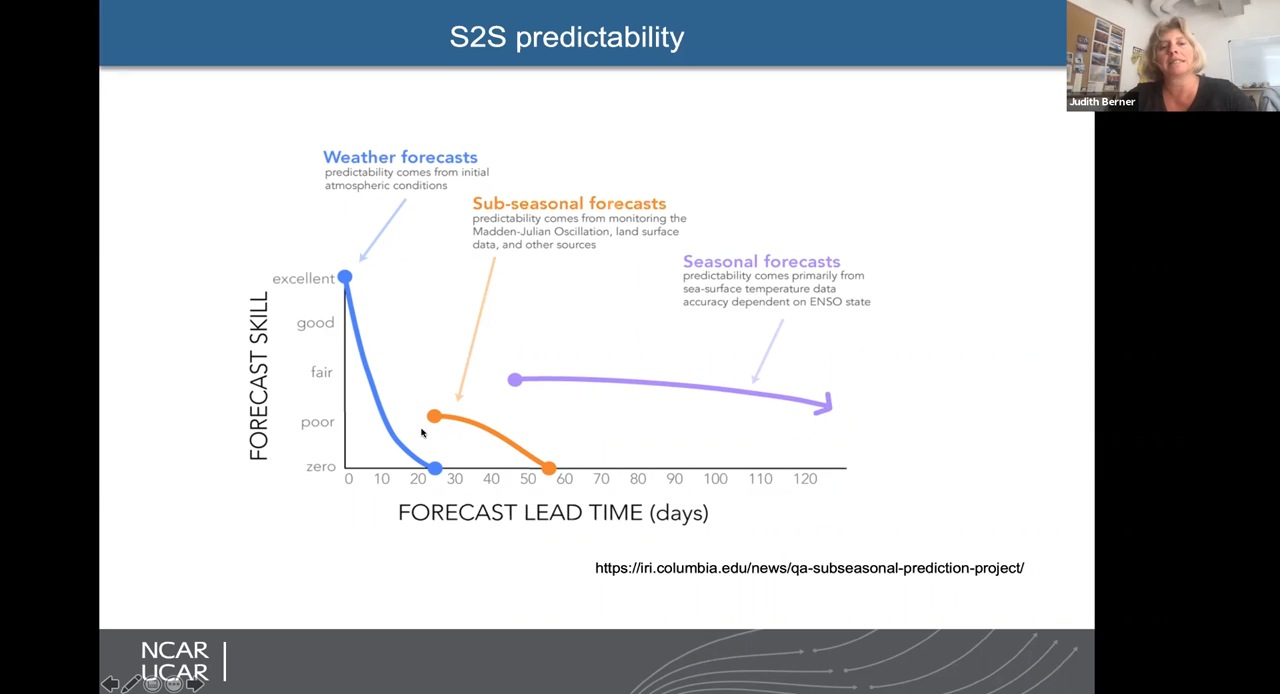 S2S predictability
Judith Berner
Weather forecasts
predictability comes from initial
atmospheric conditions
Sub-seasonal forecasts
predictability comes from monitoring the
Madden-Julian Oscillation, land surface
data, and other sources
Seasonal forecasts
predictability comes primarily from
sea-surface temperature data
accuracy dependent on ENSO state
FORECAST SKILL
excellent
good
fair
poor
zero
0 10 20 30 40 50 60 70 80 90 100 110 120
FORECAST LEAD TIME (days)
https://iri.columbia.edu/news/qa-subseasonal-prediction-project/
NCAR
UCAR